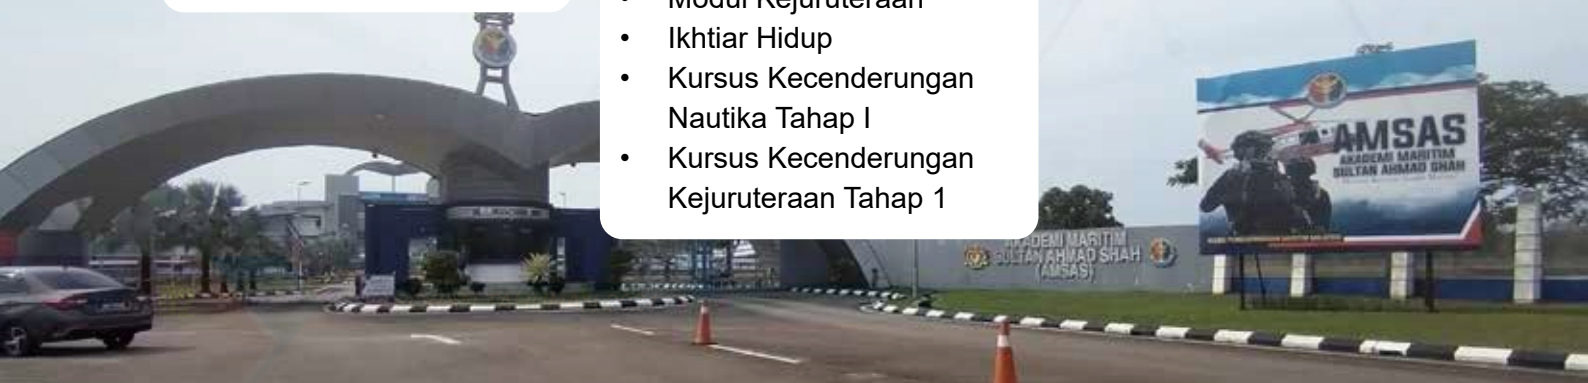 Modul Kejuruteraan
• Ikhtiar Hidup
• Kursus Kecenderungan
Nautika Tahap I
• Kursus Kecenderungan
Kejuruteraan Tahap 1
AMSAS
AKADEMI MARITIM
SULTAN AHMAD SHAH
AKADEMI MARITIM
SULTAN AHMAD SHAH
(AMSAS)